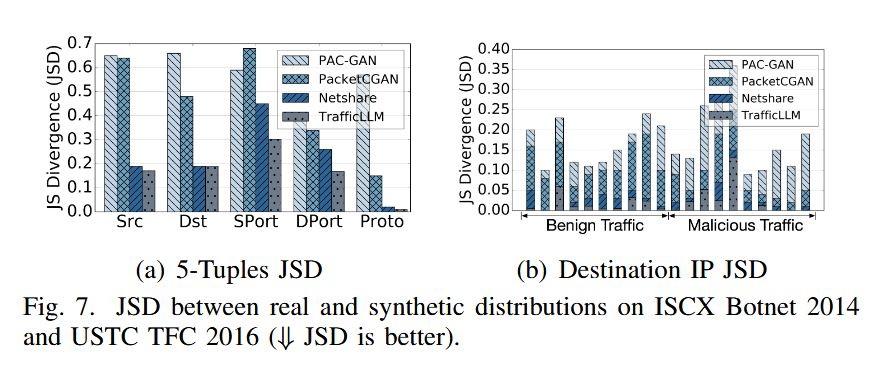 0.7
0.6
0.5
0.4
0.3
0.2
0.1
0.0
JS Divergence (JSD)
PAC-GAN
PacketCGAN
Netshare
TrafficLLM
Src Dst SPort DPort Proto
(a) 5-Tuples JSD
0.40
0.35
0.30
0.25
0.20
0.15
0.10
0.05
0.00
JS Divergence (JSD)
PAC-GAN
PacketCGAN
Netshare
TrafficLLM
Benign Traffic Malicious Traffic
(b) Destination IP JSD
Fig. 7. JSD between real and synthetic distributions on ISCX Botnet 2014
and USTC TFC 2016 (⇓ JSD is better).